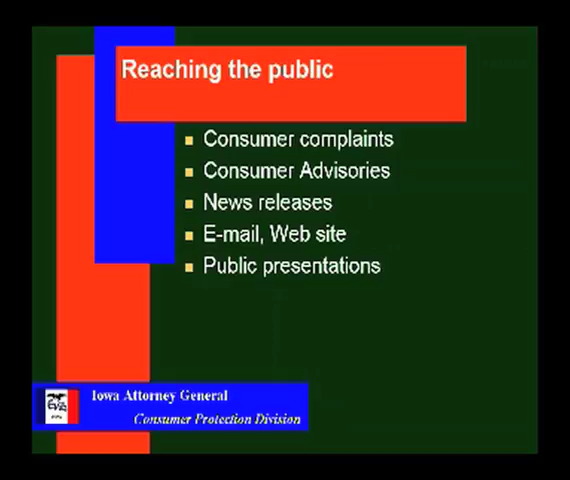 Reaching the public
Consumer complaints
Consumer Advisories
News releases
E-mail, Web site
Public presentations
Iowa Attorney General
Consumer Protection Division